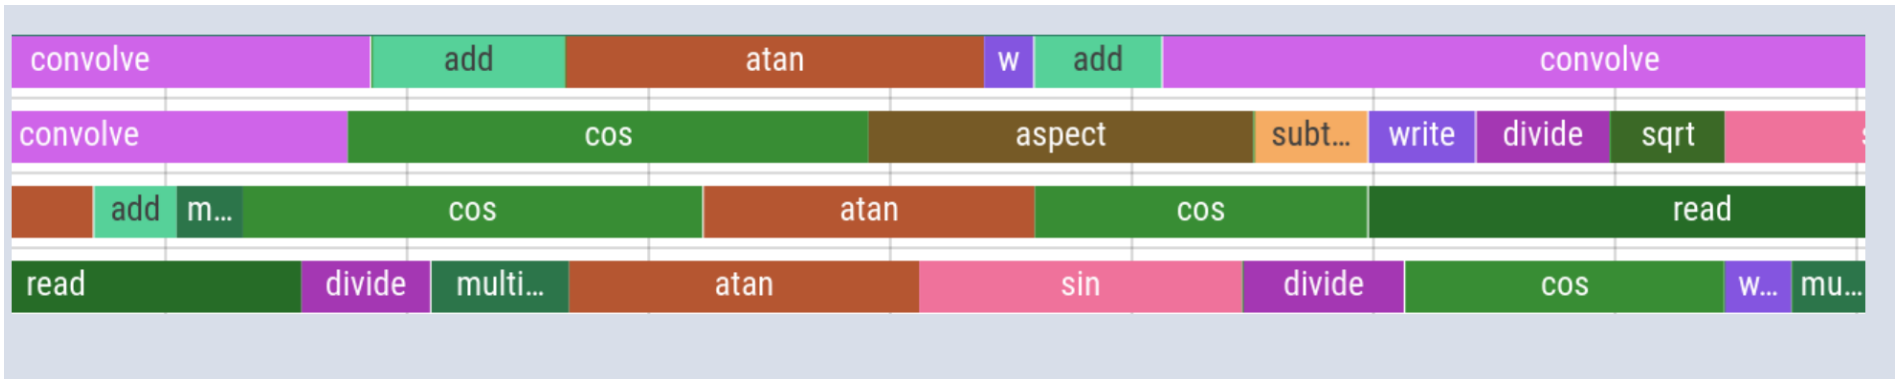 convolve add atan w add convolve
convolve cos aspect subt... write divide sqrt
add m... cos atan cos read
read divide multi... atan sin divide cos w... mu...